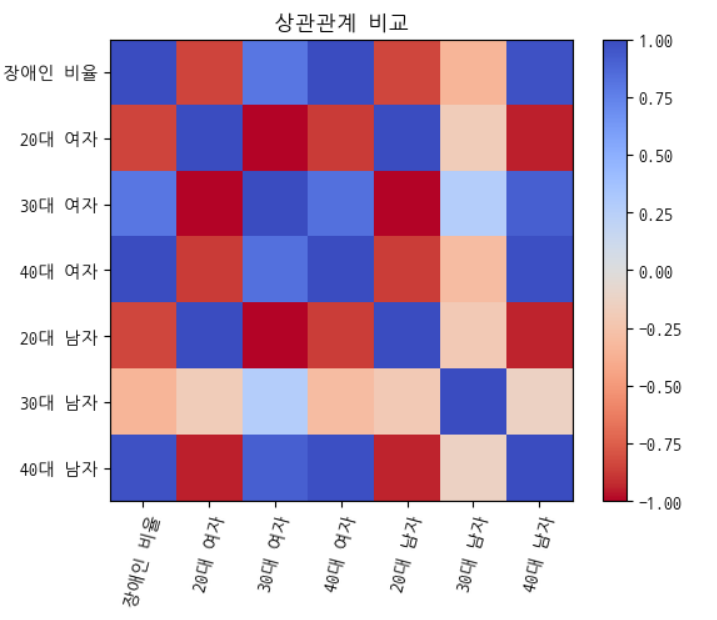 상관관계 비교
장애인 비율
20대 여자
30대 여자
40대 여자
20대 남자
30대 남자
40대 남자
1.00
0.75
0.50
0.25
0.00
−0.25
−0.50
−0.75
−1.00
장애인 비율
20대 여자
30대 여자
40대 여자
20대 남자
30대 남자
40대 남자